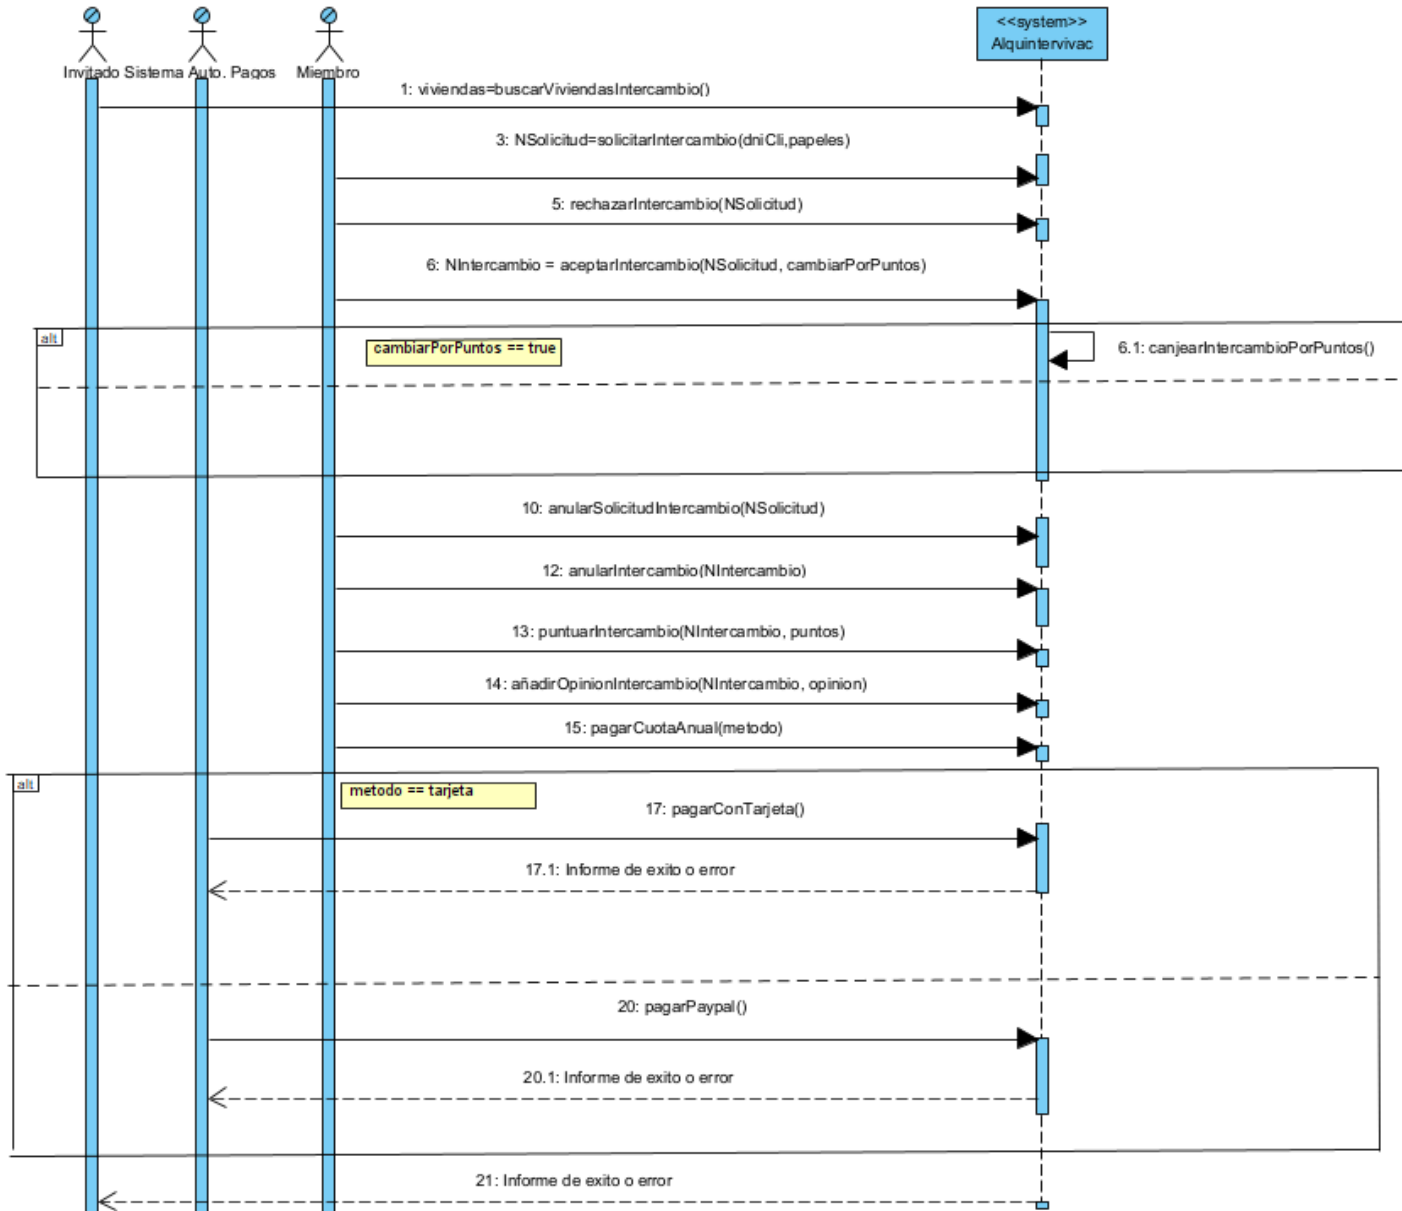 <<system>>
Alquintervivac
Invitado Sistema Auto. Pagos Miembro
1: viviendas=buscarViviendasIntercambio()
3: NSolicitud=solicitarIntercambio(dniCli,papeles)
5: rechazarIntercambio(NSolicitud)
6: NIntercambio = aceptarIntercambio(NSolicitud, cambiarPorPuntos)
alt
cambiarPorPuntos == true
6.1: canjearIntercambioPorPuntos()
10: anularSolicitudIntercambio(NSolicitud)
12: anularIntercambio(NIntercambio)
13: puntuarIntercambio(NIntercambio, puntos)
14: añadirOpinionIntercambio(NIntercambio, opinion)
15: pagarCuotaAnual(metodo)
alt
metodo == tarjeta
17: pagarConTarjeta()
17.1: Informe de exito o error
20: pagarPaypal()
20.1: Informe de exito o error
21: Informe de exito o error